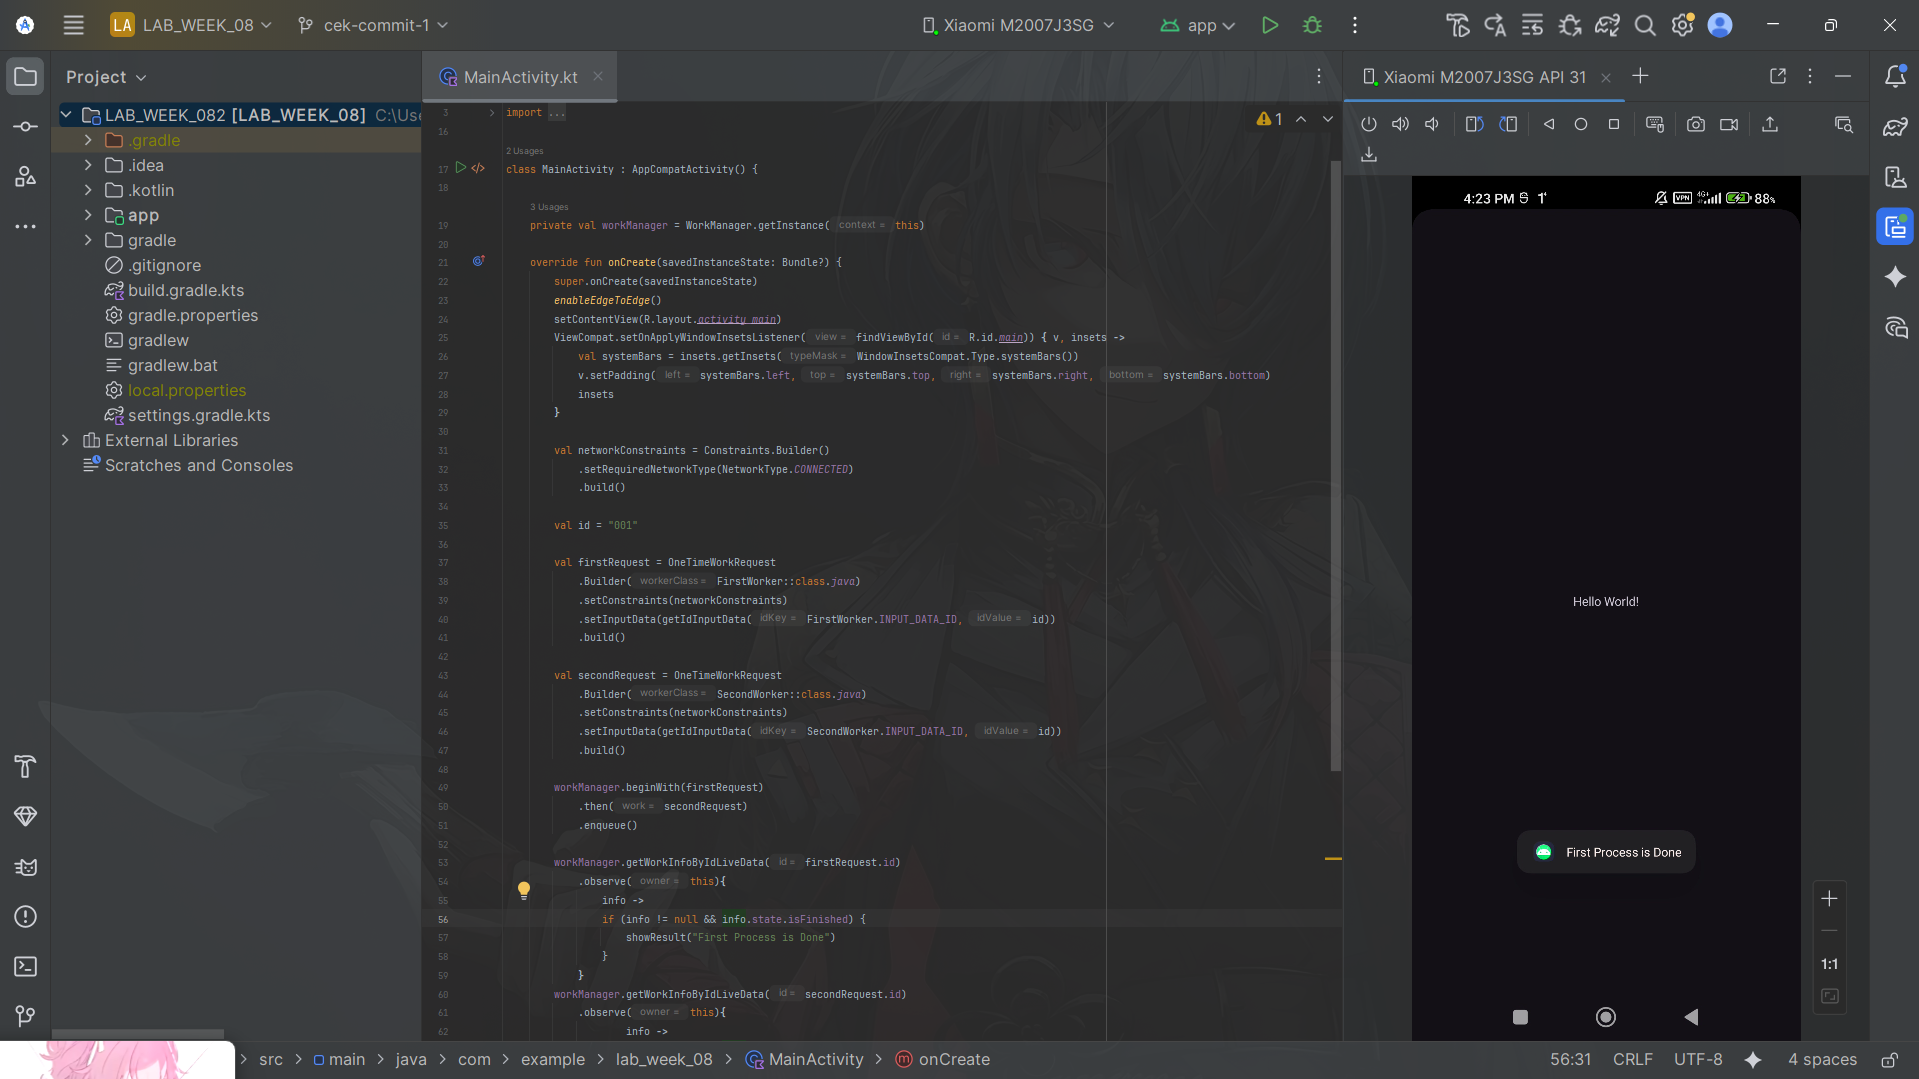 LA LAB_WEEK_08 cek-commit-1 Xiaomi M2007J3SG app
Project
LAB_WEEK_082 [LAB_WEEK_08] C:\Use
.gradle
.idea
.kotlin
app
gradle
.gitignore
build.gradle.kts
gradle.properties
gradlew
gradlew.bat
local.properties
settings.gradle.kts
External Libraries
Scratches and Consoles
MainActivity.kt
1
3 import ...
16
2 Usages
17 class MainActivity : AppCompatActivity() {
18
3 Usages
19 private val workManager = WorkManager.getInstance( context = this)
20
21 override fun onCreate(savedInstanceState: Bundle?) {
22 super.onCreate(savedInstanceState)
23 enableEdgeToEdge()
24 setContentView(R.layout.activity_main)
25 ViewCompat.setOnApplyWindowInsetsListener( view = findViewById( id = R.id.main)) { v, insets ->
26 val systemBars = insets.getInsets( typeMask = WindowInsetsCompat.Type.systemBars())
27 v.setPadding( left = systemBars.left, top = systemBars.top, right = systemBars.right, bottom = systemBars.bottom)
28 insets
29 }
30
31 val networkConstraints = Constraints.Builder()
32 .setRequiredNetworkType(NetworkType.CONNECTED)
33 .build()
34
35 val id = "001"
36
37 val firstRequest = OneTimeWorkRequest
38 .Builder( workerClass = FirstWorker::class.java)
39 .setConstraints(networkConstraints)
40 .setInputData(getIdInputData( idKey = FirstWorker.INPUT_DATA_ID, idValue = id))
41 .build()
42
43 val secondRequest = OneTimeWorkRequest
44 .Builder( workerClass = SecondWorker::class.java)
45 .setConstraints(networkConstraints)
46 .setInputData(getIdInputData( idKey = SecondWorker.INPUT_DATA_ID, idValue = id))
47 .build()
48
49 workManager.beginWith(firstRequest)
50 .then( work = secondRequest)
51 .enqueue()
52
53 workManager.getWorkInfoByIdLiveData( id = firstRequest.id)
54 .observe( owner = this){
55 info ->
56 if (info != null && info.state.isFinished) {
57 showResult("First Process is Done")
58 }
59 }
60 workManager.getWorkInfoByIdLiveData( id = secondRequest.id)
61 .observe( owner = this){
62 info ->
Xiaomi M2007J3SG API 31
4:23 PM VPN 4G+ 88%
Hello World!
First Process is Done
1:1
src > main > java > com > example > lab_week_08 > MainActivity > onCreate
56:31 CRLF UTF-8 4 spaces